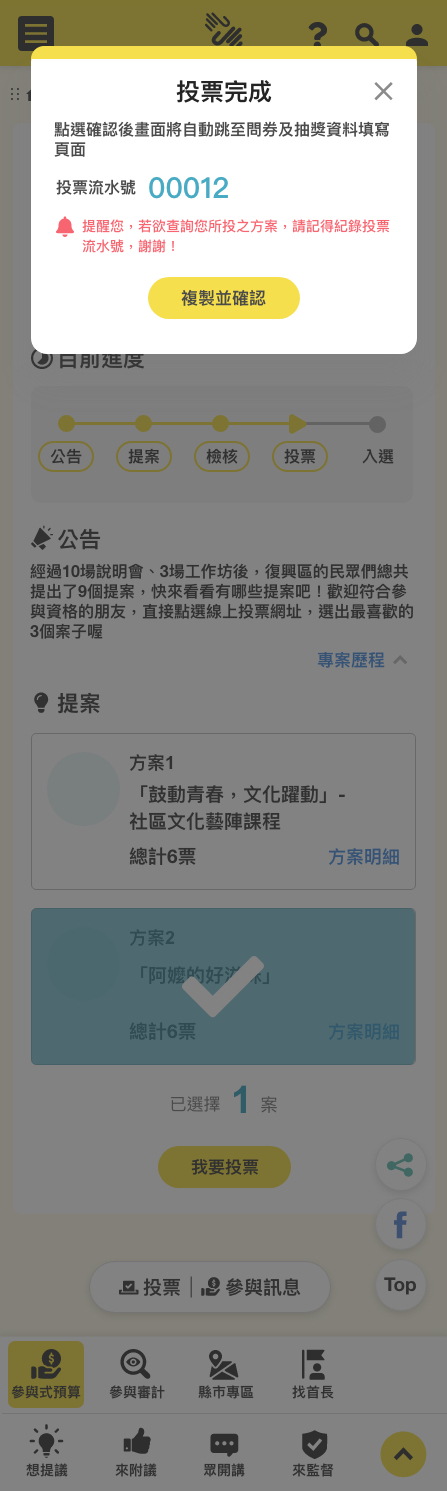 投票完成
點選確認後畫面將自動跳至問券及抽獎資料填寫
頁面
投票流水號 00012
提醒您，若欲查詢您所投之方案，請記得紀錄投票
流水號，謝謝！
複製並確認
目前進度
公告 提案 檢核 投票 入選
公告
經過10場說明會、3場工作坊後，復興區的民眾們總共
提出了9個提案，快來看看有哪些提案吧！歡迎符合參
與資格的朋友，直接點選線上投票網址，選出最喜歡的
3個案子喔
專案歷程
提案
方案1
「鼓動青春，文化躍動」-
社區文化藝陣課程
總計6票 方案明細
方案2
「阿嬤的好滋味」
總計6票 方案明細
已選擇 1 案
我要投票
Top
投票｜參與訊息
參與式預算 參與審計 縣市專區 找首長
想提議 來附議 眾開講 來監督